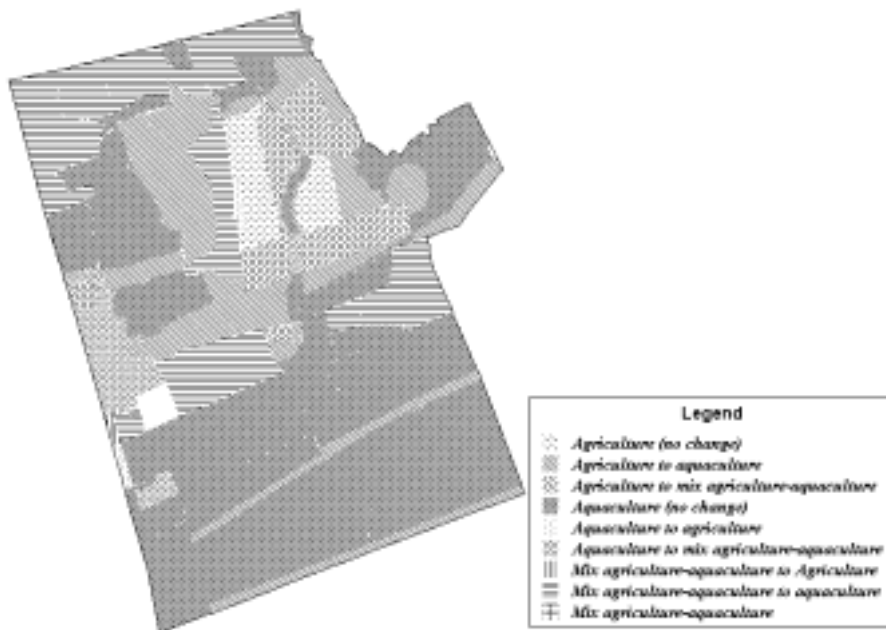 Legend
Agriculture (no change)
Agriculture to aquaculture
Agriculture to mix agriculture-aquaculture
Aquaculture (no change)
Aquaculture to agriculture
Aquaculture to mix agriculture-aquaculture
Mix agriculture-aquaculture to Agriculture
Mix agriculture-aquaculture to aquaculture
Mix agriculture-aquaculture